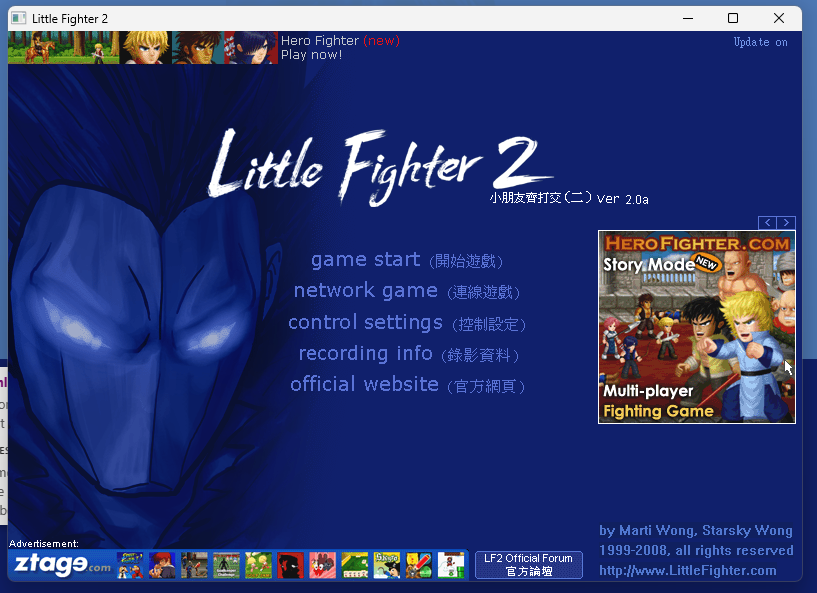 Little Fighter 2
Hero Fighter (new)
Play now!
Update on
Little Fighter 2
小朋友齊打交(二) Ver 2.0a
game start (開始遊戲)
network game (連線遊戲)
control settings (控制設定)
recording info (錄影資料)
official website (官方網頁)
< >
HEROFIGHTER.COM
Story Mode NEW
Multi-player
Fighting Game
by Marti Wong, Starsky Wong
1999-2008, all rights reserved
http://www.LittleFighter.com
Advertisement:
ztage.com
LF2 Official Forum
官方論壇